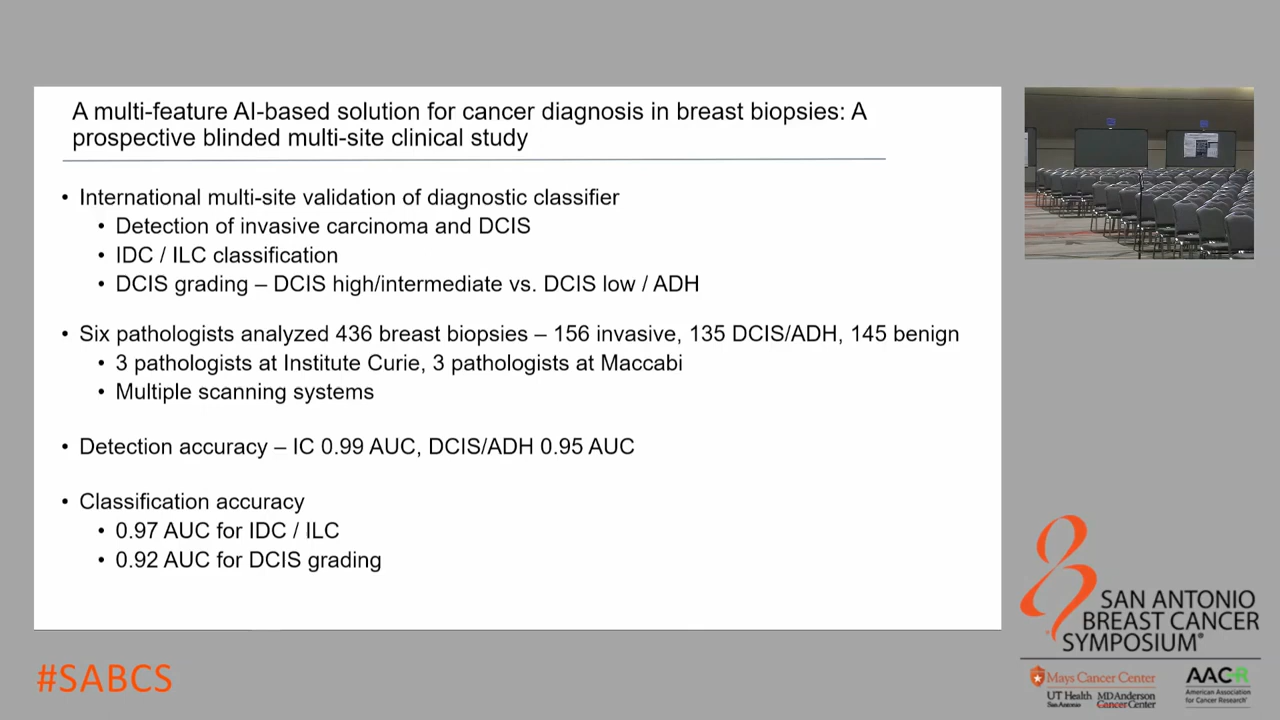 A multi-feature AI-based solution for cancer diagnosis in breast biopsies: A
prospective blinded multi-site clinical study
• International multi-site validation of diagnostic classifier
• Detection of invasive carcinoma and DCIS
• IDC / ILC classification
• DCIS grading – DCIS high/intermediate vs. DCIS low / ADH
• Six pathologists analyzed 436 breast biopsies – 156 invasive, 135 DCIS/ADH, 145 benign
• 3 pathologists at Institute Curie, 3 pathologists at Maccabi
• Multiple scanning systems
• Detection accuracy – IC 0.99 AUC, DCIS/ADH 0.95 AUC
• Classification accuracy
• 0.97 AUC for IDC / ILC
• 0.92 AUC for DCIS grading
SAN ANTONIO
BREAST CANCER
SYMPOSIUM®
#SABCS
Mays Cancer Center
UT Health
San Antonio
MD Anderson
Cancer Center
AACR
American Association
for Cancer Research®